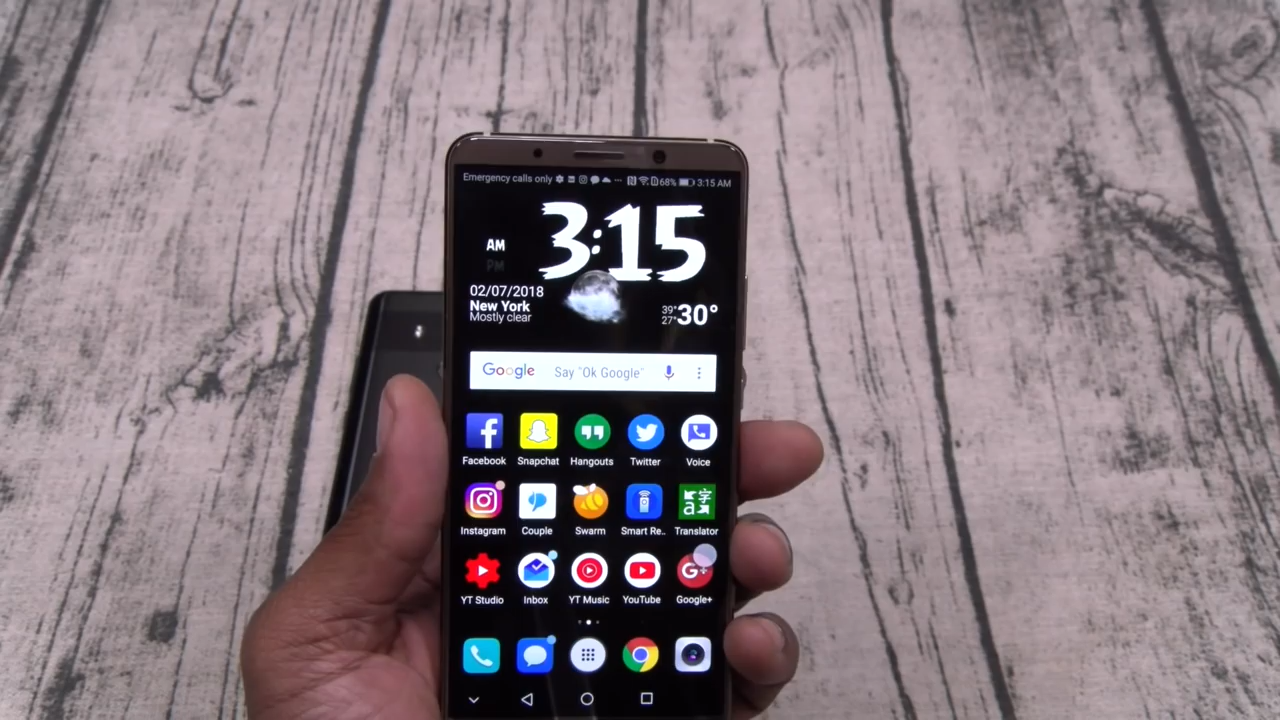 Emergency calls only 68% 3:15 AM
3:15
AM
PM
02/07/2018
New York
Mostly clear
39°
27°
30°
Google Say "Ok Google"
Facebook Snapchat Hangouts Twitter Voice
Instagram Couple Swarm Smart Re.. Translator
YT Studio Inbox YT Music YouTube Google+